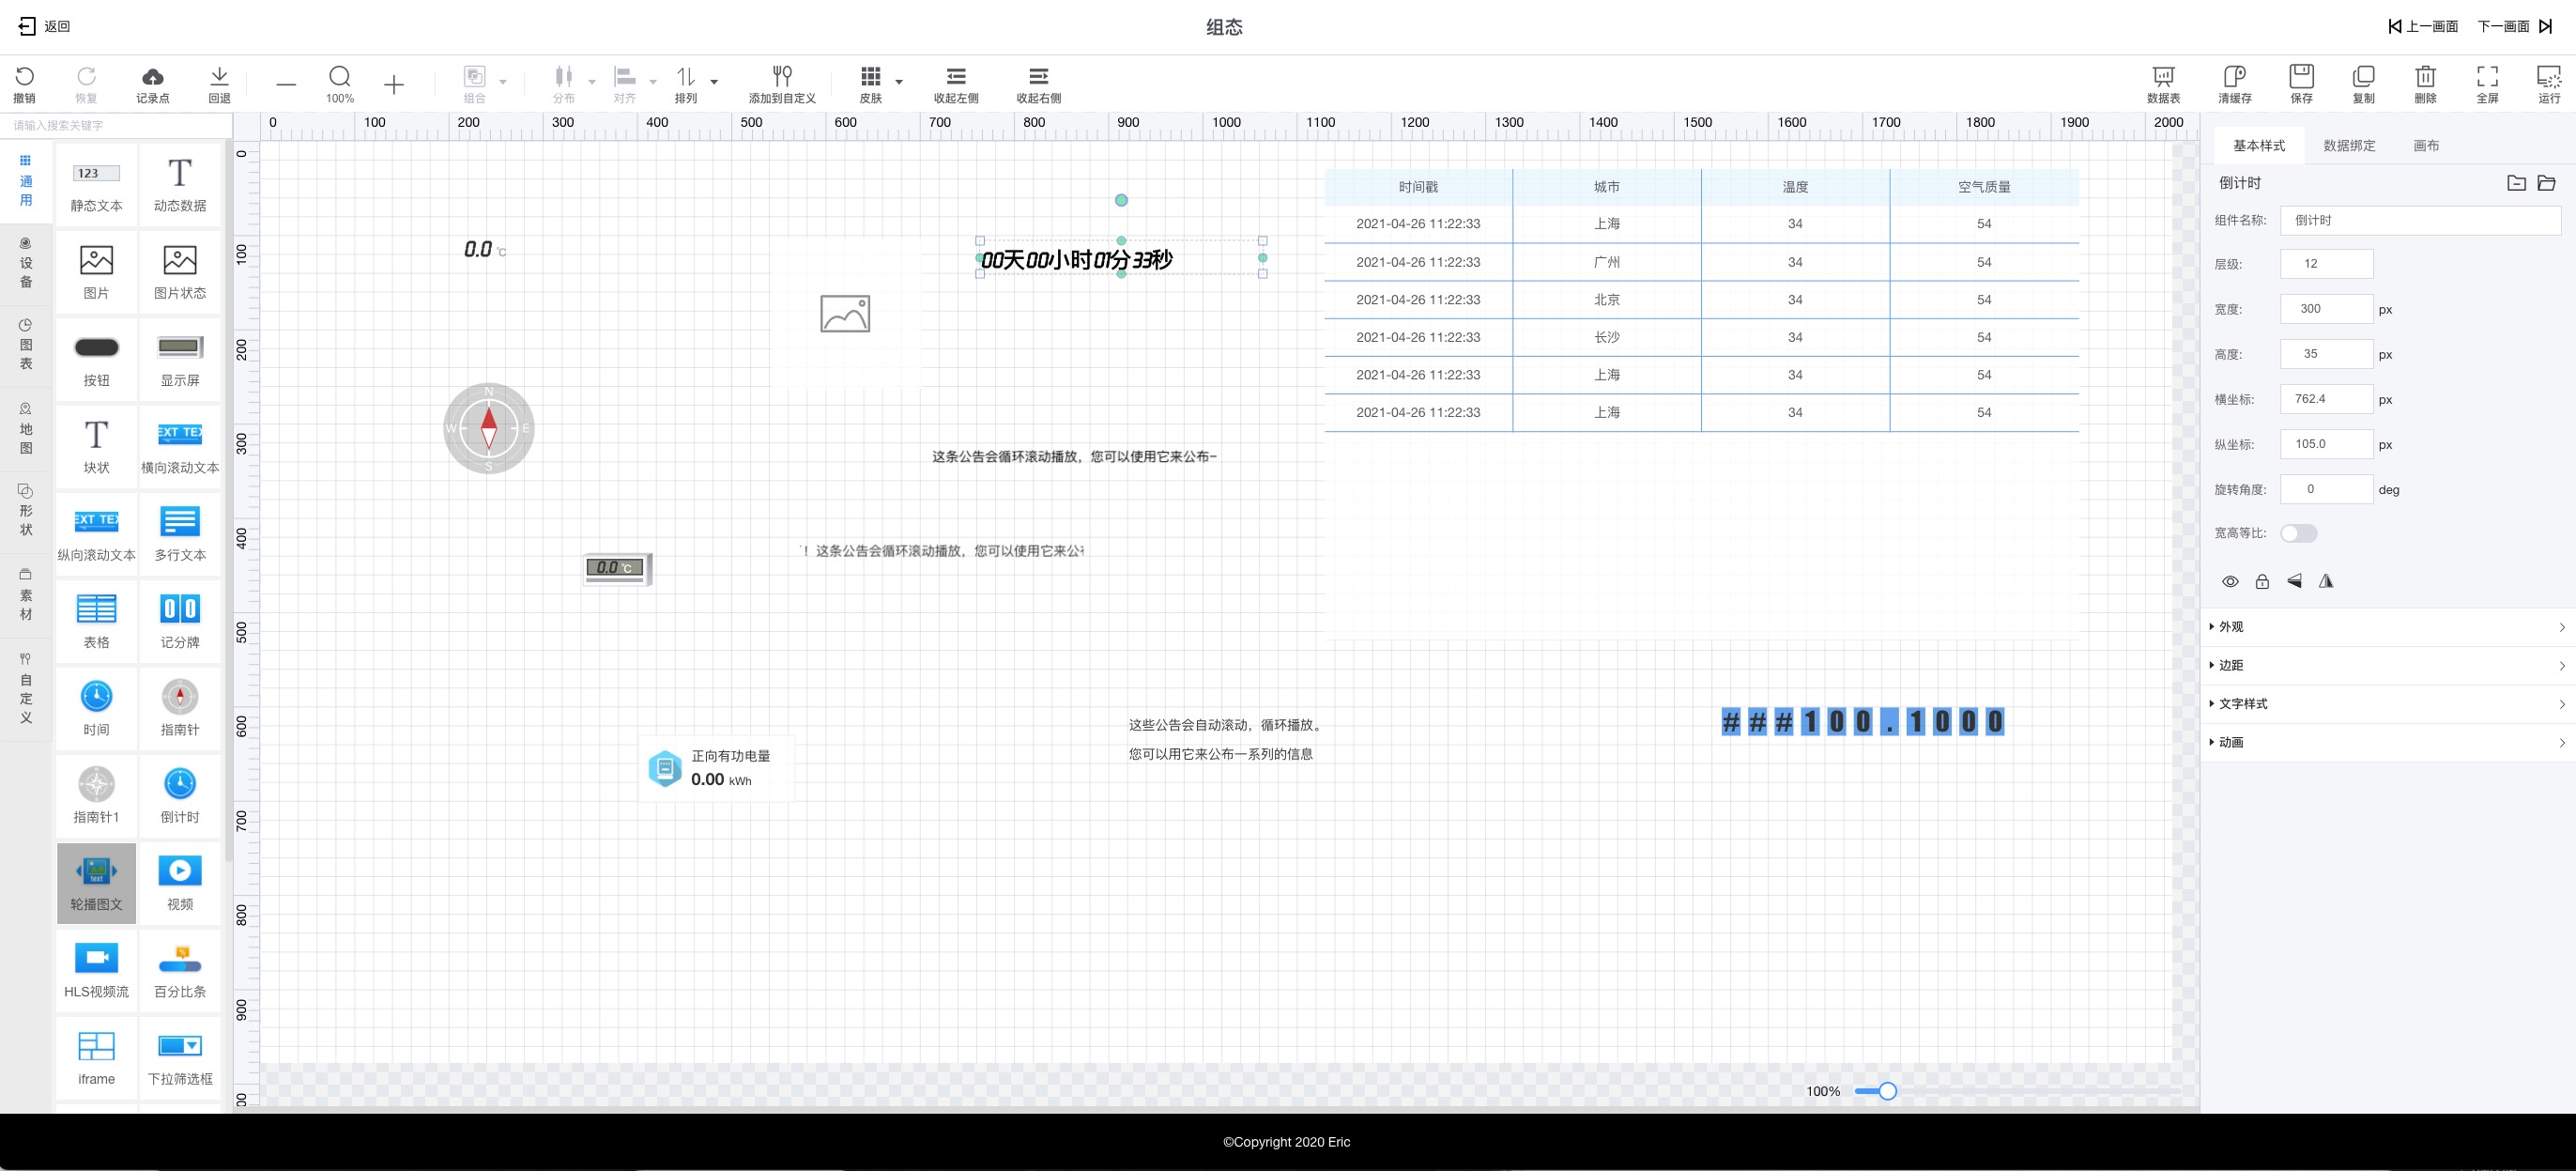 返回
组态
上一画面 下一画面
撤销 恢复 记录点 回退 100% 组合 分布 对齐 排列 添加到自定义 皮肤 收起左侧 收起右侧 数据表 清缓存 保存 复制 删除 全屏 运行
请输入搜索关键字
0 100 200 300 400 500 600 700 800 900 1000 1100 1200 1300 1400 1500 1600 1700 1800 1900 2000
0
100
200
300
400
500
600
700
800
900
通用
设备
图表
地图
形状
素材
自定义
123
静态文本 动态数据
图片 图片状态
按钮 显示屏
块状 横向滚动文本
纵向滚动文本 多行文本
表格 记分牌
时间 指南针
指南针1 倒计时
text
轮播图文 视频
HLS视频流 百分比条
iframe 下拉筛选框
0.0 °C
00天00小时01分33秒
N
W E
S
这条公告会循环滚动播放，您可以使用它来公布一
！这条公告会循环滚动播放，您可以使用它来公
0.0 °C
正向有功电量
0.00 kWh
这些公告会自动滚动，循环播放。
您可以用它来公布一系列的信息
时间戳 城市 温度 空气质量
2021-04-26 11:22:33 上海 34 54
2021-04-26 11:22:33 广州 34 54
2021-04-26 11:22:33 北京 34 54
2021-04-26 11:22:33 长沙 34 54
2021-04-26 11:22:33 上海 34 54
2021-04-26 11:22:33 上海 34 54
###100.1000
100%
基本样式 数据绑定 画布
倒计时
组件名称: 倒计时
层级: 12
宽度: 300 px
高度: 35 px
横坐标: 762.4 px
纵坐标: 105.0 px
旋转角度: 0 deg
宽高等比:
外观
边距
文字样式
动画
©Copyright 2020 Eric